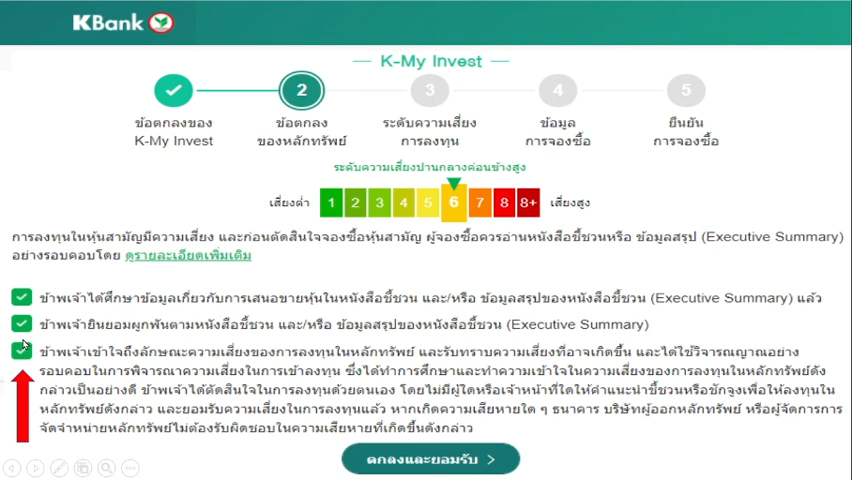 KBank
K-My Invest
2 3 4 5
ข้อตกลงของ ข้อตกลง ระดับความเสี่ยง ข้อมูล ยืนยัน
K-My Invest ของหลักทรัพย์ การลงทุน การจองซื้อ การจองซื้อ
ระดับความเสี่ยงปานกลางค่อนข้างสูง
เสี่ยงต่ำ 1 2 3 4 5 6 7 8 8+ เสี่ยงสูง
การลงทุนในหุ้นสามัญมีความเสี่ยง และก่อนตัดสินใจจองซื้อหุ้นสามัญ ผู้จองซื้อควรอ่านหนังสือชี้ชวนหรือ ข้อมูลสรุป (Executive Summary)
อย่างรอบคอบโดย ดูรายละเอียดเพิ่มเติม
ข้าพเจ้าได้ศึกษาข้อมูลเกี่ยวกับการเสนอขายหุ้นในหนังสือชี้ชวน และ/หรือ ข้อมูลสรุปของหนังสือชี้ชวน (Executive Summary) แล้ว
ข้าพเจ้ายินยอมผูกพันตามหนังสือชี้ชวน และ/หรือ ข้อมูลสรุปของหนังสือชี้ชวน (Executive Summary)
ข้าพเจ้าเข้าใจถึงลักษณะความเสี่ยงของการลงทุนในหลักทรัพย์ และรับทราบความเสี่ยงที่อาจเกิดขึ้น และได้ใช้วิจารณญาณอย่าง
รอบคอบในการพิจารณาความเสี่ยงในการเข้าลงทุน ซึ่งได้ทำการศึกษาและทำความเข้าใจในความเสี่ยงของการลงทุนในหลักทรัพย์ดัง
กล่าวเป็นอย่างดี ข้าพเจ้าได้ตัดสินใจในการลงทุนด้วยตนเอง โดยไม่มีผู้ใดหรือเจ้าหน้าที่ใดให้คำแนะนำชี้ชวนหรือชักจูงเพื่อให้ลงทุนใน
หลักทรัพย์ดังกล่าว และยอมรับความเสี่ยงในการลงทุนแล้ว หากเกิดความเสียหายใด ๆ ธนาคาร บริษัทผู้ออกหลักทรัพย์ หรือผู้จัดการการ
จัดจำหน่ายหลักทรัพย์ไม่ต้องรับผิดชอบในความเสียหายที่เกิดขึ้นดังกล่าว
ตกลงและยอมรับ